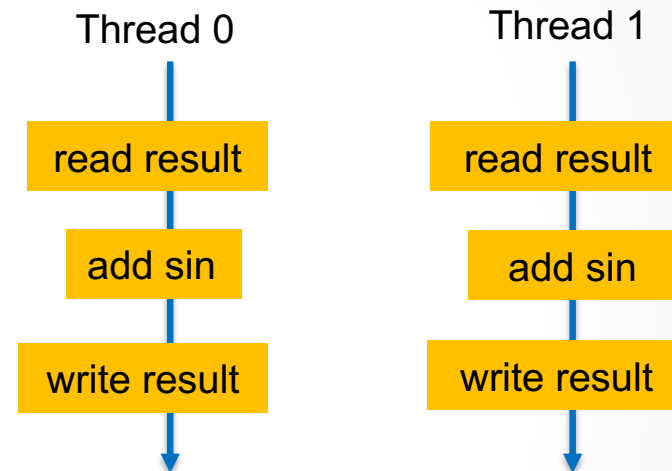 Thread 0
read result
add sin
write result
Thread 1
read result
add sin
write result